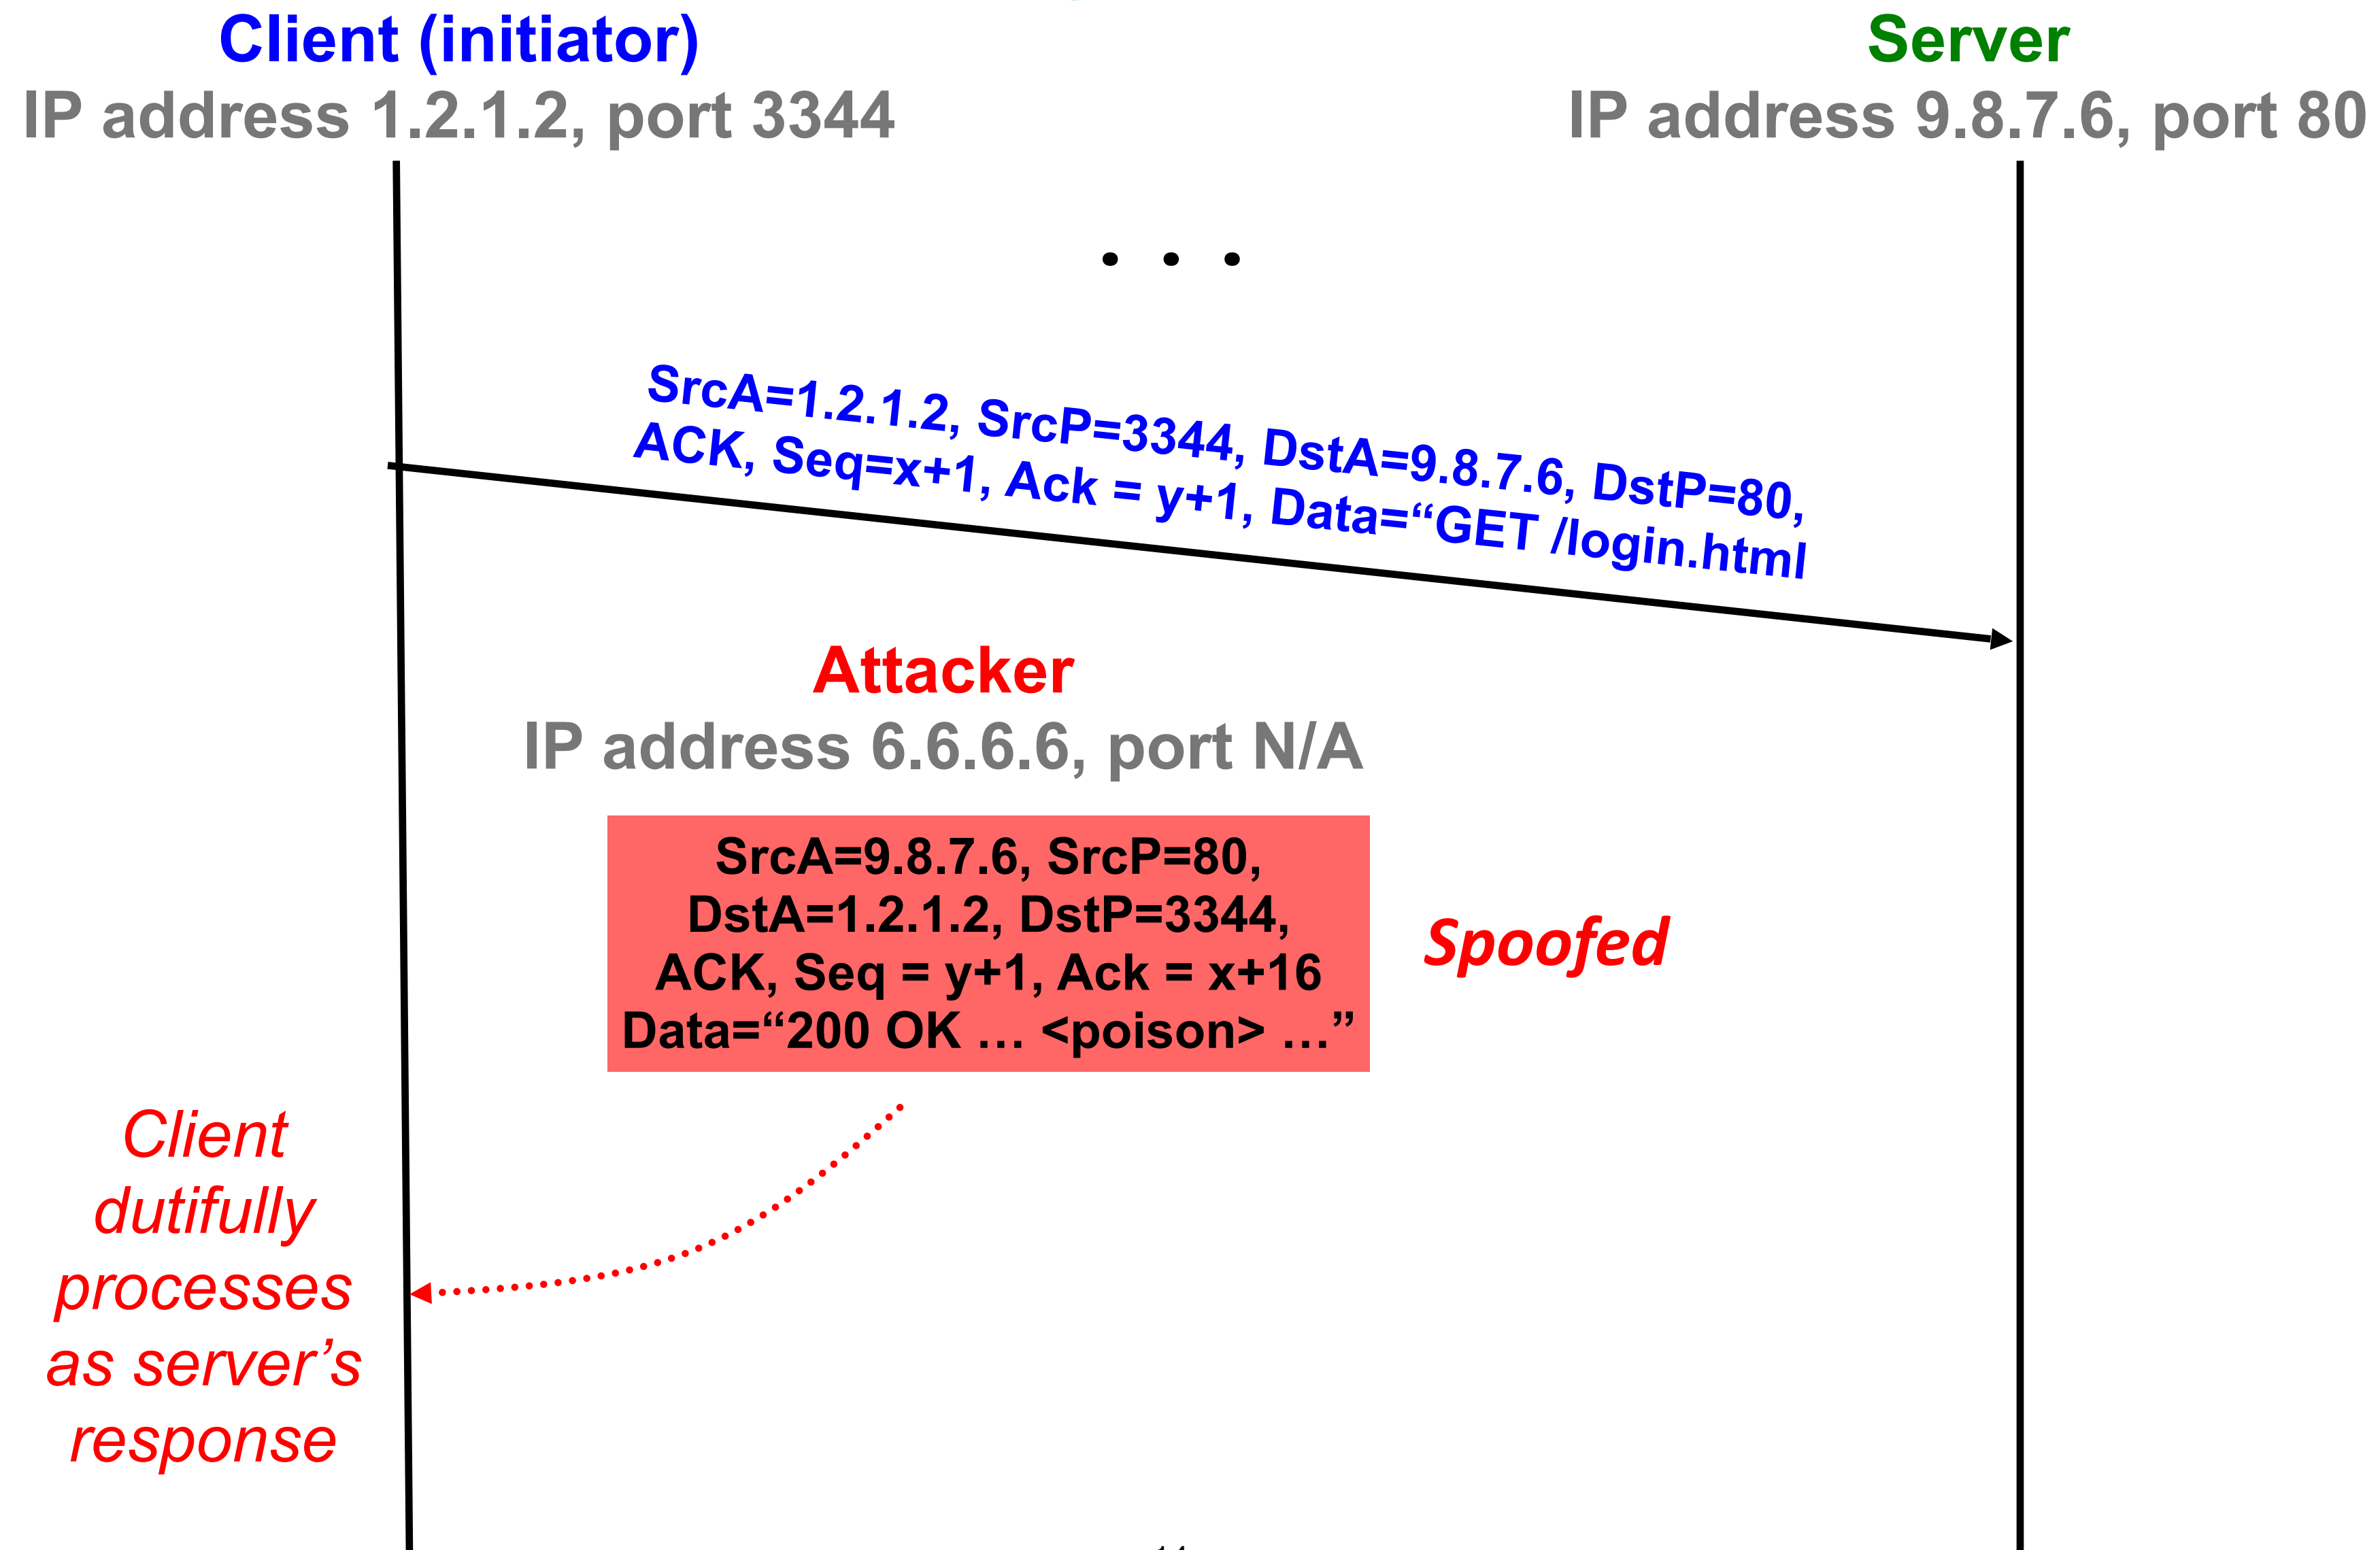 Client (initiator)
IP address 1.2.1.2, port 3344
Server
IP address 9.8.7.6, port 80
. . .
SrcA=1.2.1.2, SrcP=3344, DstA=9.8.7.6, DstP=80,
ACK, Seq=x+1, Ack = y+1, Data=“GET /login.html
Attacker
IP address 6.6.6.6, port N/A
SrcA=9.8.7.6, SrcP=80,
DstA=1.2.1.2, DstP=3344,
ACK, Seq = y+1, Ack = x+16
Data=“200 OK … <poison> …”
Spoofed
Client
dutifully
processes
as server’s
response